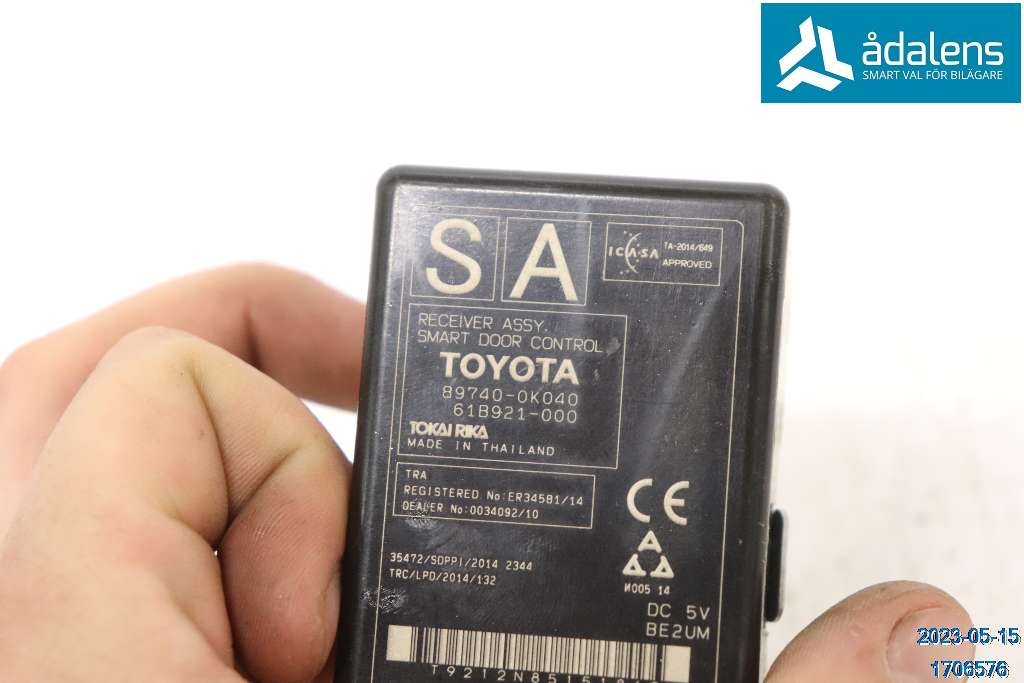 ådalens
SMART VAL FÖR BILÄGARE
S A
ICASA
TA-2014/649
APPROVED
RECEIVER ASSY,
SMART DOOR CONTROL
TOYOTA
89740-0K040
61B921-000
TOKAI RIKA
MADE IN THAILAND
TRA
REGISTERED No:ER34581/14
DEALER No:0034092/10
CE
35472/SDPPI/2014 2344
TRC/LPD/2014/132
И005 14
DC 5V
BE2UM
2023-05-15
1706576